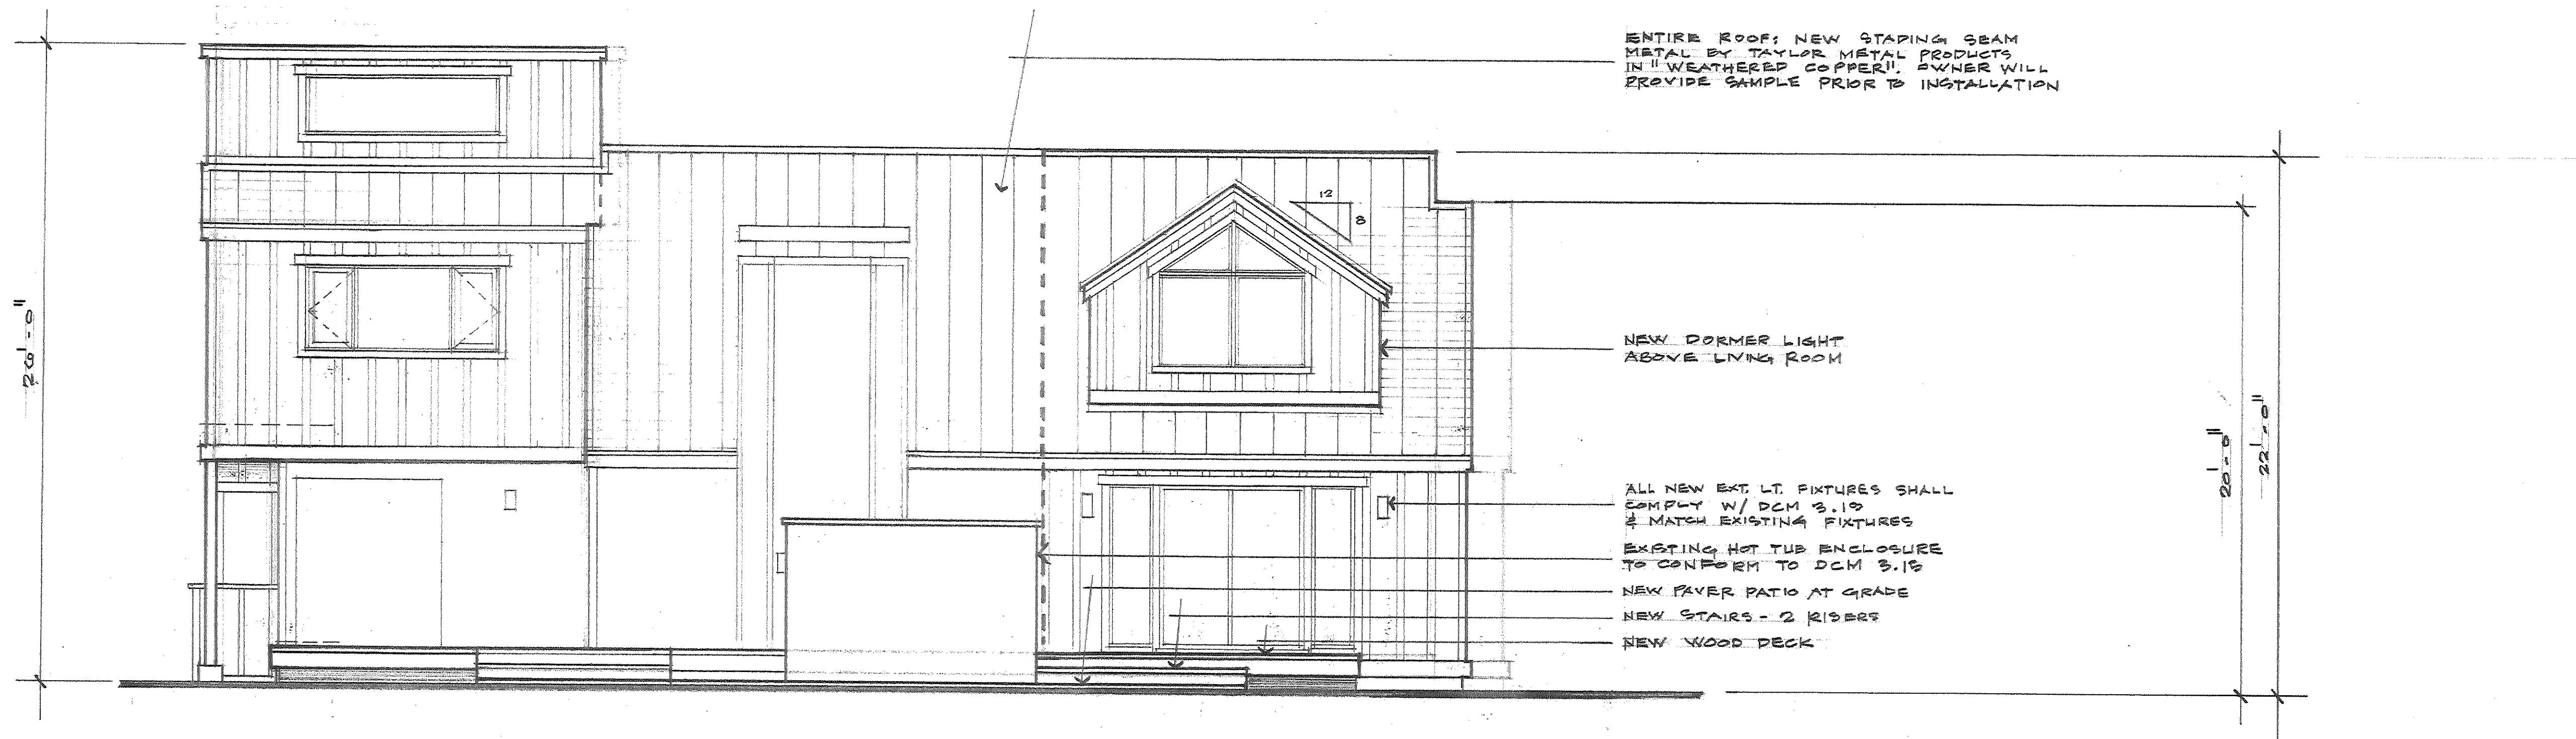 ENTIRE ROOF: NEW STADING SEAM
METAL BY TAYLOR METAL PRODUCTS
IN "WEATHERED COPPER". OWNER WILL
PROVIDE SAMPLE PRIOR TO INSTALLATION
12
8
NEW DORMER LIGHT
ABOVE LIVING ROOM
26'-0"
ALL NEW EXT. LT. FIXTURES SHALL
COMPLY W/ DCM 3.15
& MATCH EXISTING FIXTURES
EXISTING HOT TUB ENCLOSURE
TO CONFORM TO DCM 3.15
NEW PAVER PATIO AT GRADE
NEW STAIRS - 2 RISERS
NEW WOOD DECK
20'-0"
22'-0"